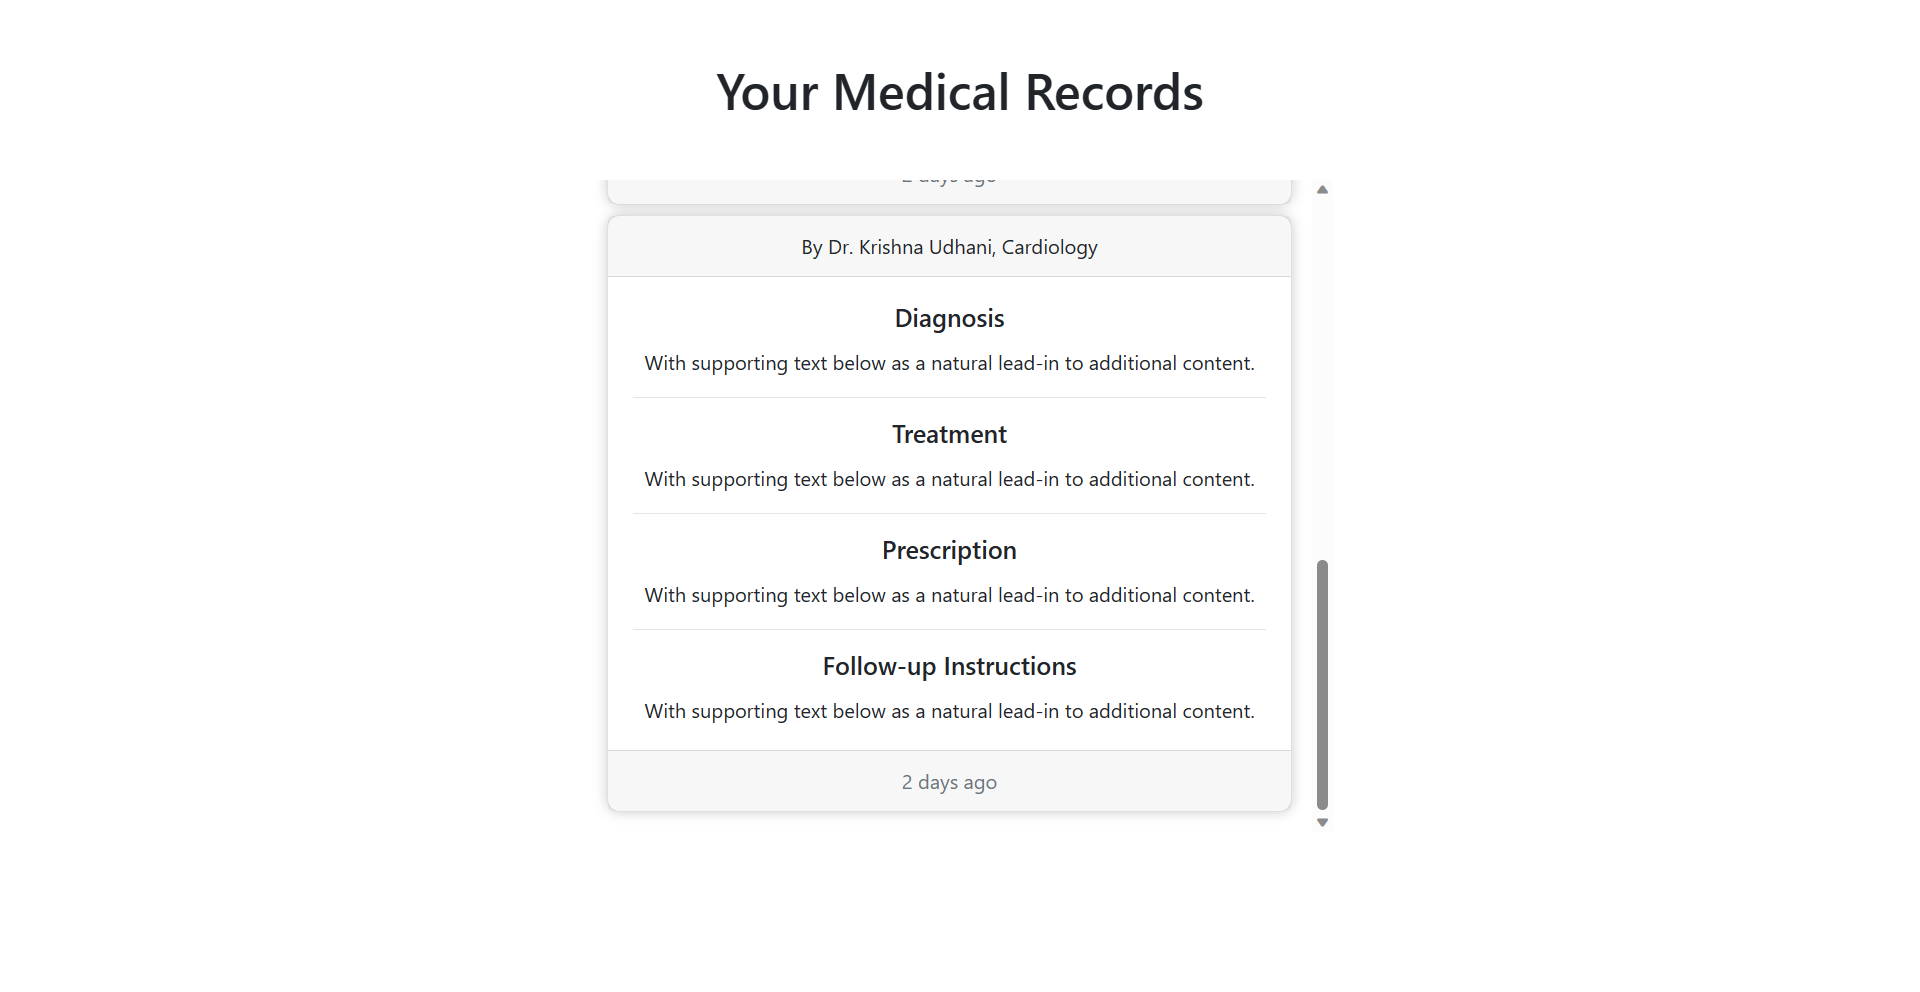 Your Medical Records
2 days ago
By Dr. Krishna Udhani, Cardiology
Diagnosis
With supporting text below as a natural lead-in to additional content.
Treatment
With supporting text below as a natural lead-in to additional content.
Prescription
With supporting text below as a natural lead-in to additional content.
Follow-up Instructions
With supporting text below as a natural lead-in to additional content.
2 days ago